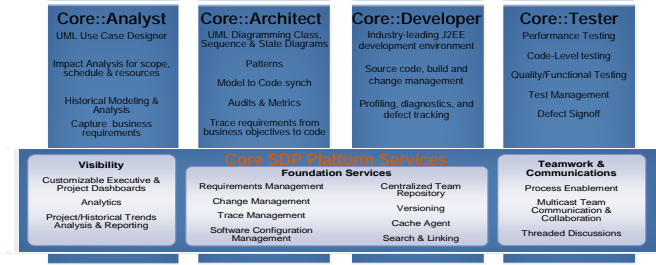 Core::Analyst
UML Use Case Designer
Impact Analysis for scope,
schedule & resources
Historical Modeling &
Analysis
Capture business
requirements
Core::Architect
UML Diagramming Class,
Sequence & State Diagrams
Patterns
Model to Code synch
Audits & Metrics
Trace requirements from
business objectives to code
Core::Developer
Industry-leading J2EE
development environment
Source code, build and
change management
Profiling, diagnostics, and
defect tracking
Core::Tester
Performance Testing
Code-Level testing
Quality/Functional Testing
Test Management
Defect Signoff
Core SDP Platform Services
Visibility
Customizable Executive &
Project Dashboards
Analytics
Project/Historical Trends
Analysis & Reporting
Foundation Services
Requirements Management
Change Management
Trace Management
Software Configuration
Management
Centralized Team
Repository
Versioning
Cache Agent
Search & Linking
Teamwork &
Communications
Process Enablement
Multicast Team
Communication &
Collaboration
Threaded Discussions